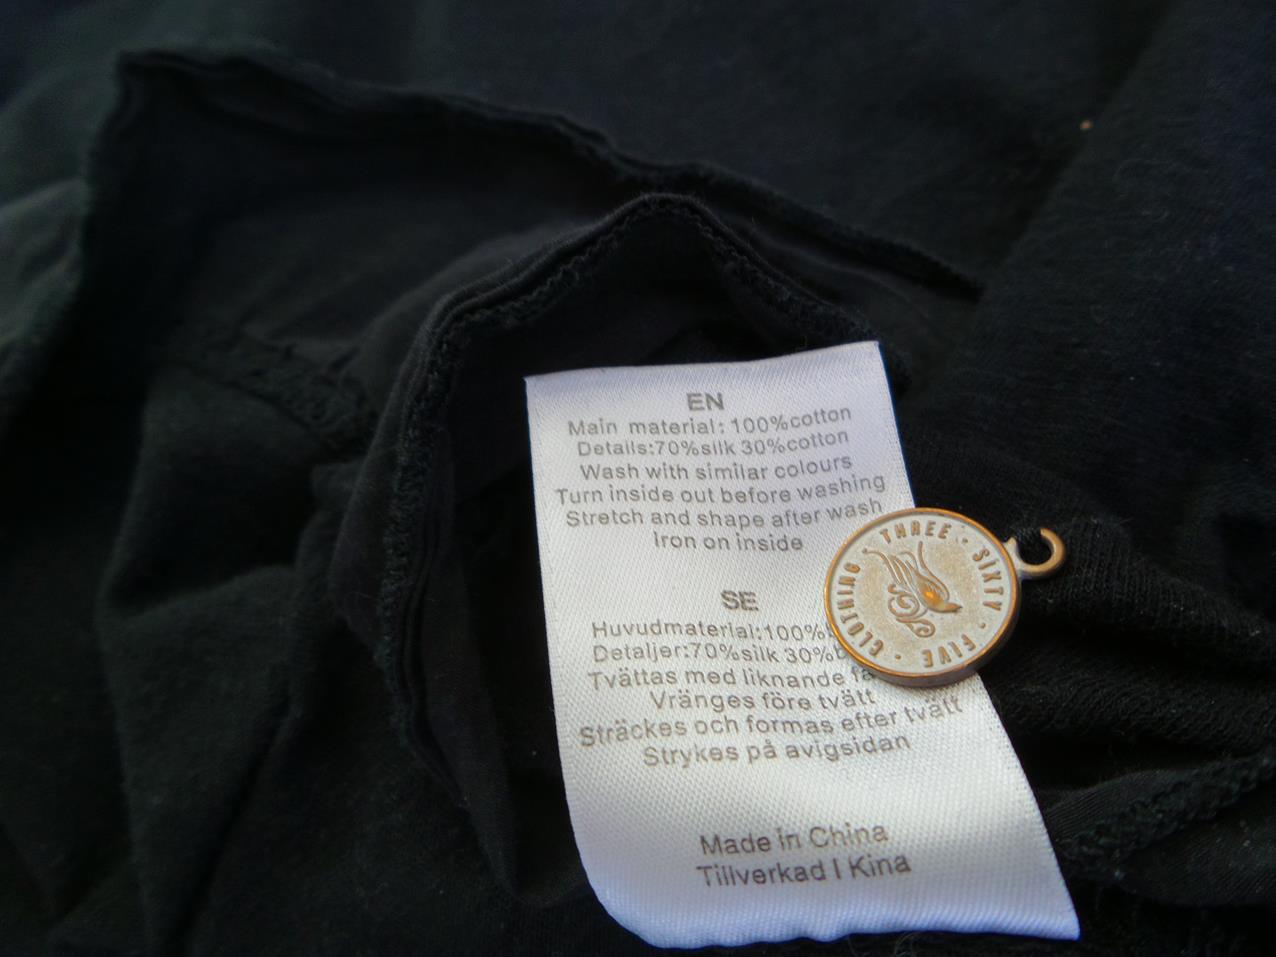 EN
Main material: 100%cotton
Details:70%silk 30%cotton
Wash with similar colours
Turn inside out before washing
Stretch and shape after wash
Iron on inside
SE
Huvudmaterial:100%
Detaljer:70%silk 30%
Tvättas med liknande
Vränges före tvätt
Sträckes och formas efter tvätt
Strykes på avigsidan
Made in China
Tillverkad I Kina
THREE · SIXTY · FIVE · CLOTHING ·